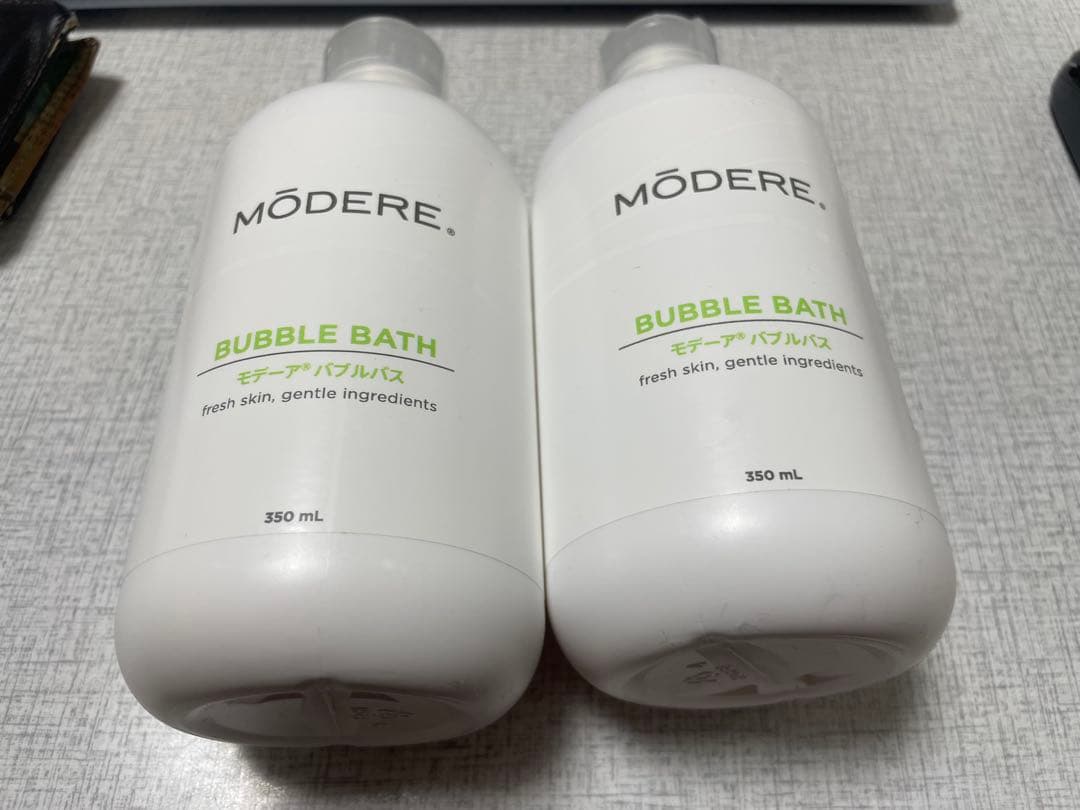 MŌDERE®
BUBBLE BATH
モデーア® バブルバス
fresh skin, gentle ingredients
350 mL
MŌDERE®
BUBBLE BATH
モデーア® バブルバス
fresh skin, gentle ingredients
350 mL